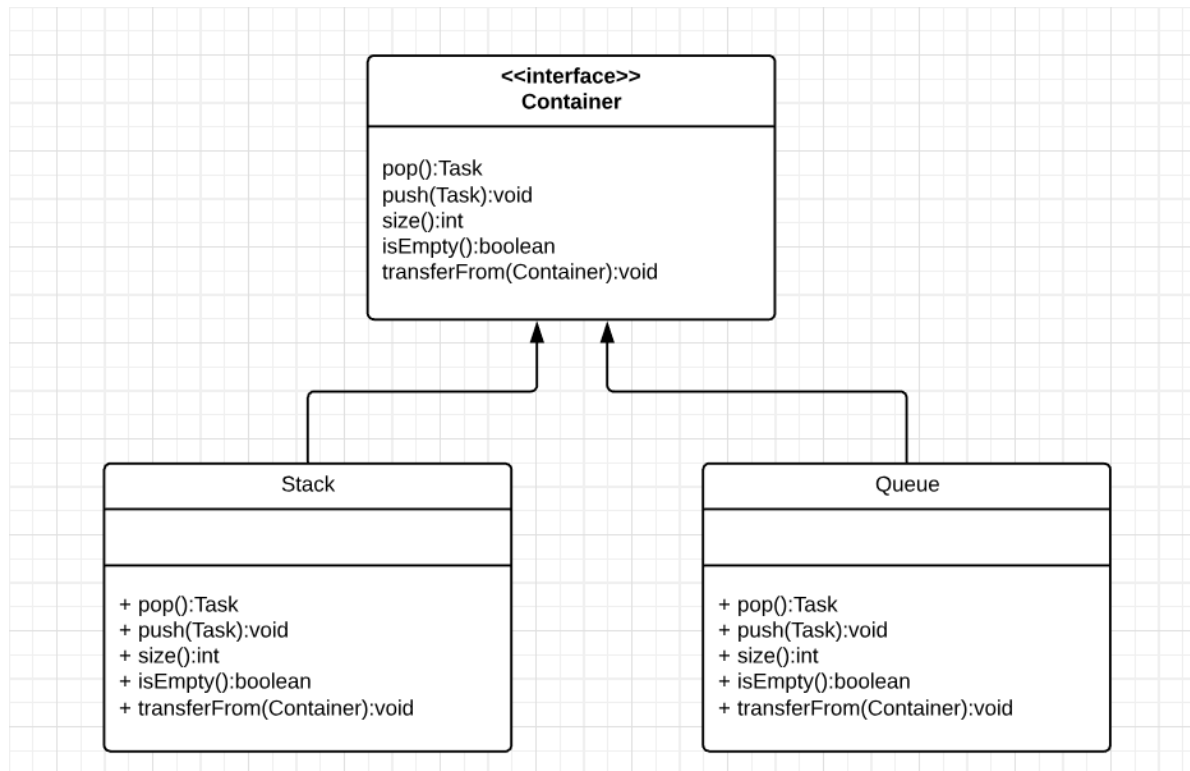 <<interface>>
Container
pop():Task
push(Task):void
size():int
isEmpty():boolean
transferFrom(Container):void
Stack
+ pop():Task
+ push(Task):void
+ size():int
+ isEmpty():boolean
+ transferFrom(Container):void
Queue
+ pop():Task
+ push(Task):void
+ size():int
+ isEmpty():boolean
+ transferFrom(Container):void